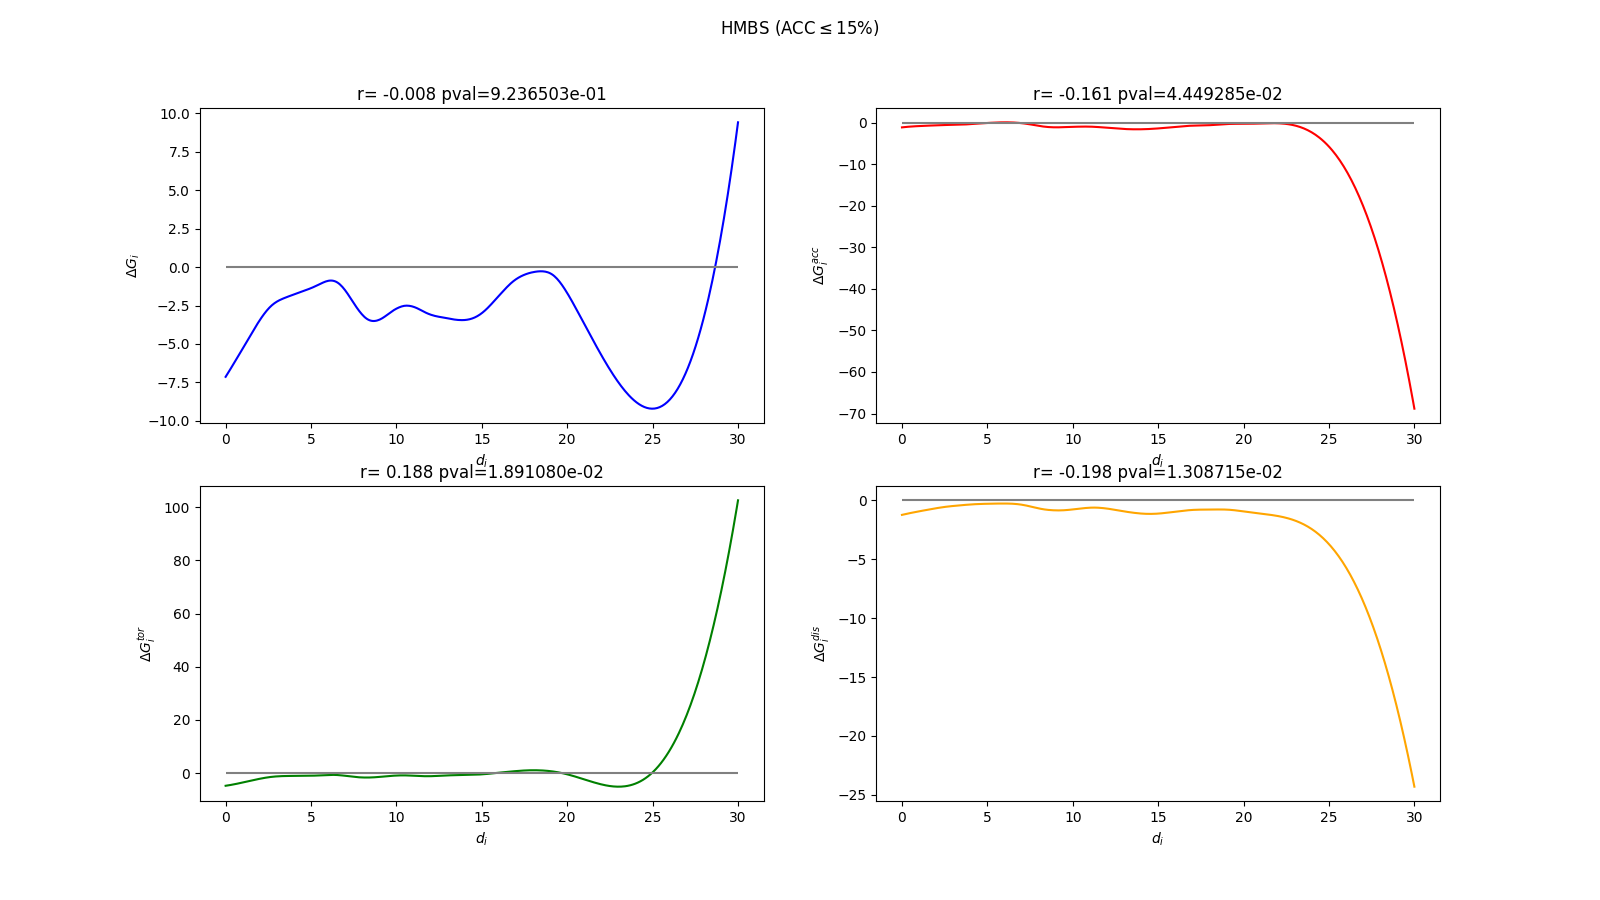 HMBS (ACC ≤ 15%)
r= -0.008 pval=9.236503e-01
10.0
7.5
5.0
2.5
0.0
−2.5
−5.0
−7.5
−10.0
ΔG_i
0 5 10 15 20 25 30
d_i
r= -0.161 pval=4.449285e-02
0
−10
−20
−30
−40
−50
−60
−70
ΔG_i^acc
0 5 10 15 20 25 30
d_i
r= 0.188 pval=1.891080e-02
100
80
60
40
20
0
ΔG_i^tor
0 5 10 15 20 25 30
d_i
r= -0.198 pval=1.308715e-02
0
−5
−10
−15
−20
−25
ΔG_i^dis
0 5 10 15 20 25 30
d_i